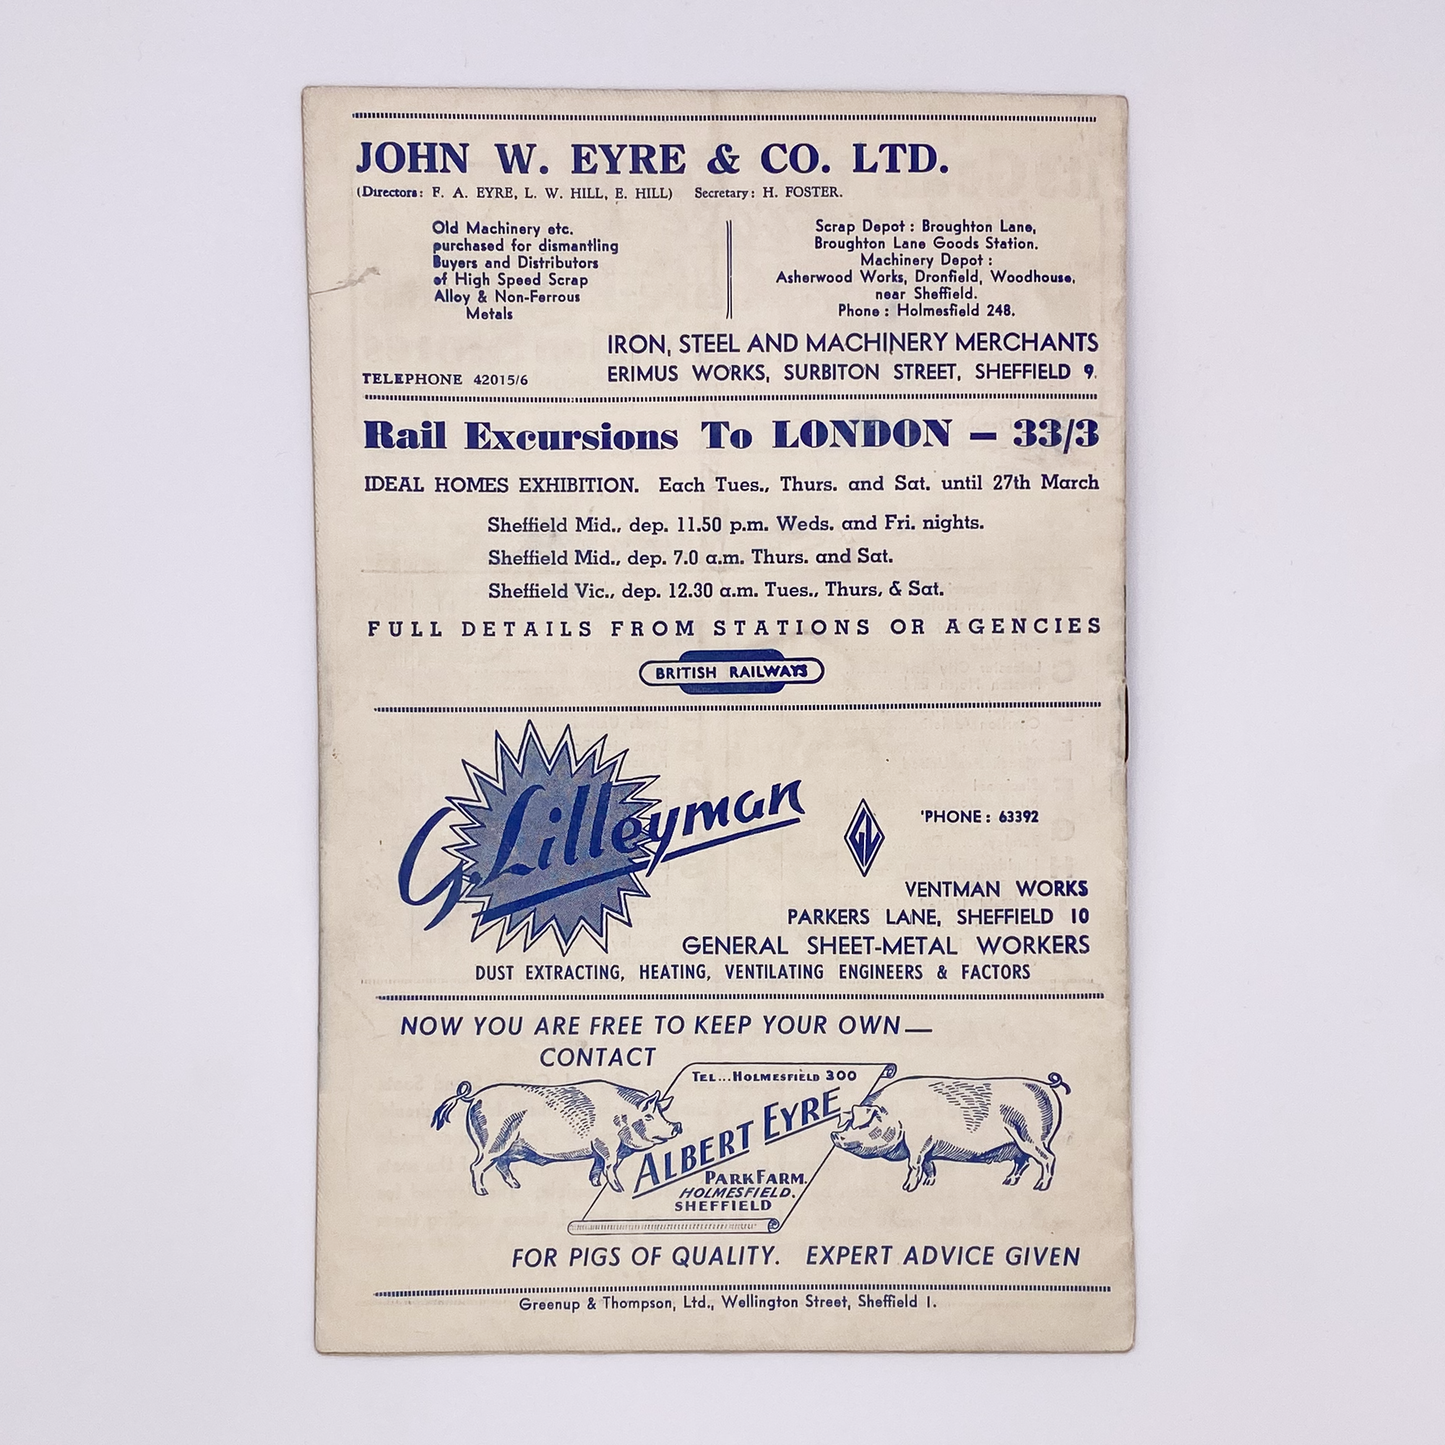 JOHN W. EYRE & CO. LTD.
(Directors: F. A. EYRE, L. W. HILL, E. HILL) Secretary: H. FOSTER.
Old Machinery etc.
purchased for dismantling
Buyers and Distributors
of High Speed Scrap
Alloy & Non-Ferrous
Metals
Scrap Depot : Broughton Lane,
Broughton Lane Goods Station.
Machinery Depot :
Asherwood Works, Dronfield, Woodhouse,
near Sheffield.
Phone : Holmesfield 248.
IRON, STEEL AND MACHINERY MERCHANTS
TELEPHONE 42015/6
ERIMUS WORKS, SURBITON STREET, SHEFFIELD 9.
Rail Excursions To LONDON – 33/3
IDEAL HOMES EXHIBITION. Each Tues., Thurs. and Sat. until 27th March
Sheffield Mid., dep. 11.50 p.m. Weds. and Fri. nights.
Sheffield Mid., dep. 7.0 a.m. Thurs. and Sat.
Sheffield Vic., dep. 12.30 a.m. Tues., Thurs, & Sat.
FULL DETAILS FROM STATIONS OR AGENCIES
BRITISH RAILWAYS
G. Lilleyman
GL
'PHONE : 63392
VENTMAN WORKS
PARKERS LANE, SHEFFIELD 10
GENERAL SHEET-METAL WORKERS
DUST EXTRACTING, HEATING, VENTILATING ENGINEERS & FACTORS
NOW YOU ARE FREE TO KEEP YOUR OWN—
CONTACT
TEL...HOLMESFIELD 300
ALBERT EYRE
PARK FARM.
HOLMESFIELD.
SHEFFIELD
FOR PIGS OF QUALITY. EXPERT ADVICE GIVEN
Greenup & Thompson, Ltd., Wellington Street, Sheffield 1.